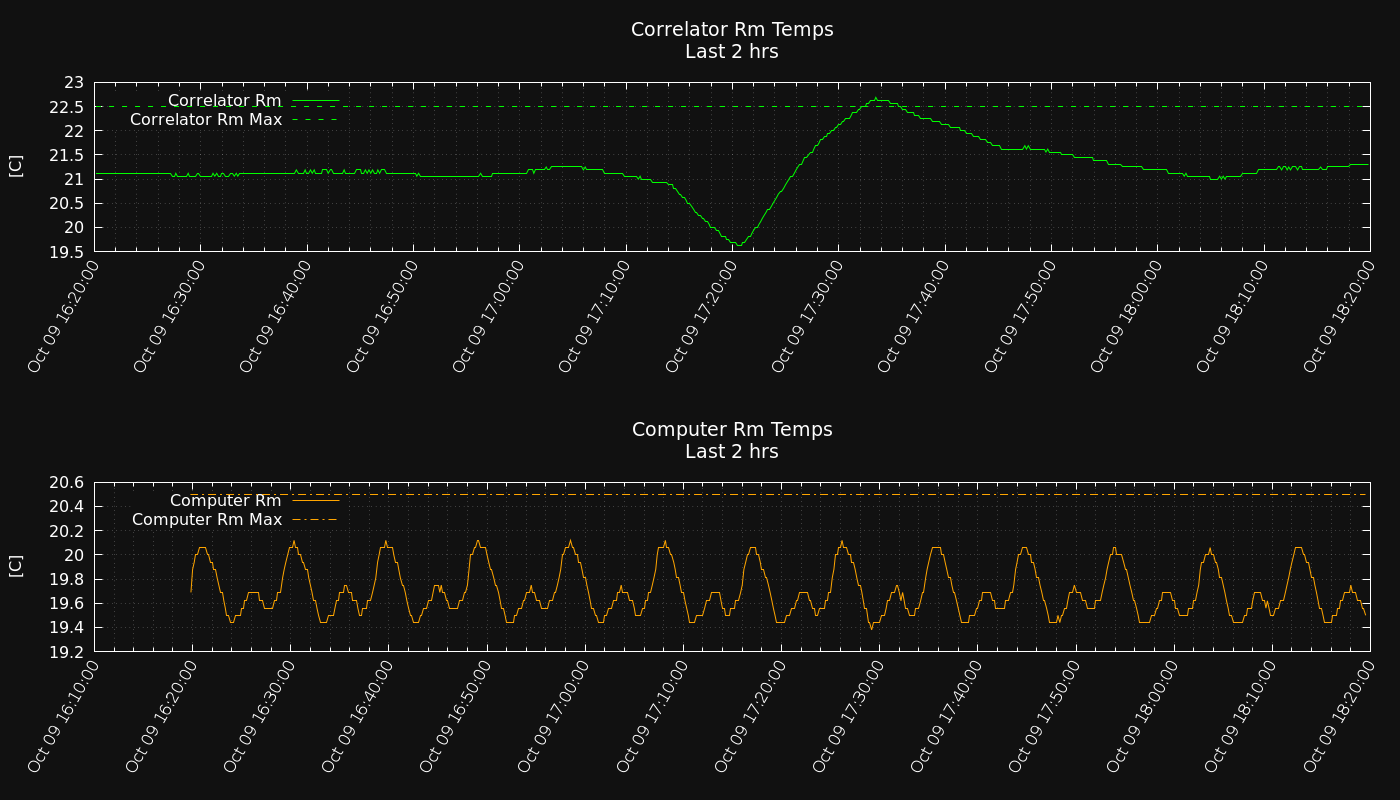 Correlator Rm Temps
Last 2 hrs
23
22.5
22
21.5
21
20.5
20
19.5
[C]
Correlator Rm
Correlator Rm Max
Oct 09 16:20:00
Oct 09 16:30:00
Oct 09 16:40:00
Oct 09 16:50:00
Oct 09 17:00:00
Oct 09 17:10:00
Oct 09 17:20:00
Oct 09 17:30:00
Oct 09 17:40:00
Oct 09 17:50:00
Oct 09 18:00:00
Oct 09 18:10:00
Oct 09 18:20:00
Computer Rm Temps
Last 2 hrs
20.6
20.4
20.2
20
19.8
19.6
19.4
19.2
[C]
Computer Rm
Computer Rm Max
Oct 09 16:10:00
Oct 09 16:20:00
Oct 09 16:30:00
Oct 09 16:40:00
Oct 09 16:50:00
Oct 09 17:00:00
Oct 09 17:10:00
Oct 09 17:20:00
Oct 09 17:30:00
Oct 09 17:40:00
Oct 09 17:50:00
Oct 09 18:00:00
Oct 09 18:10:00
Oct 09 18:20:00